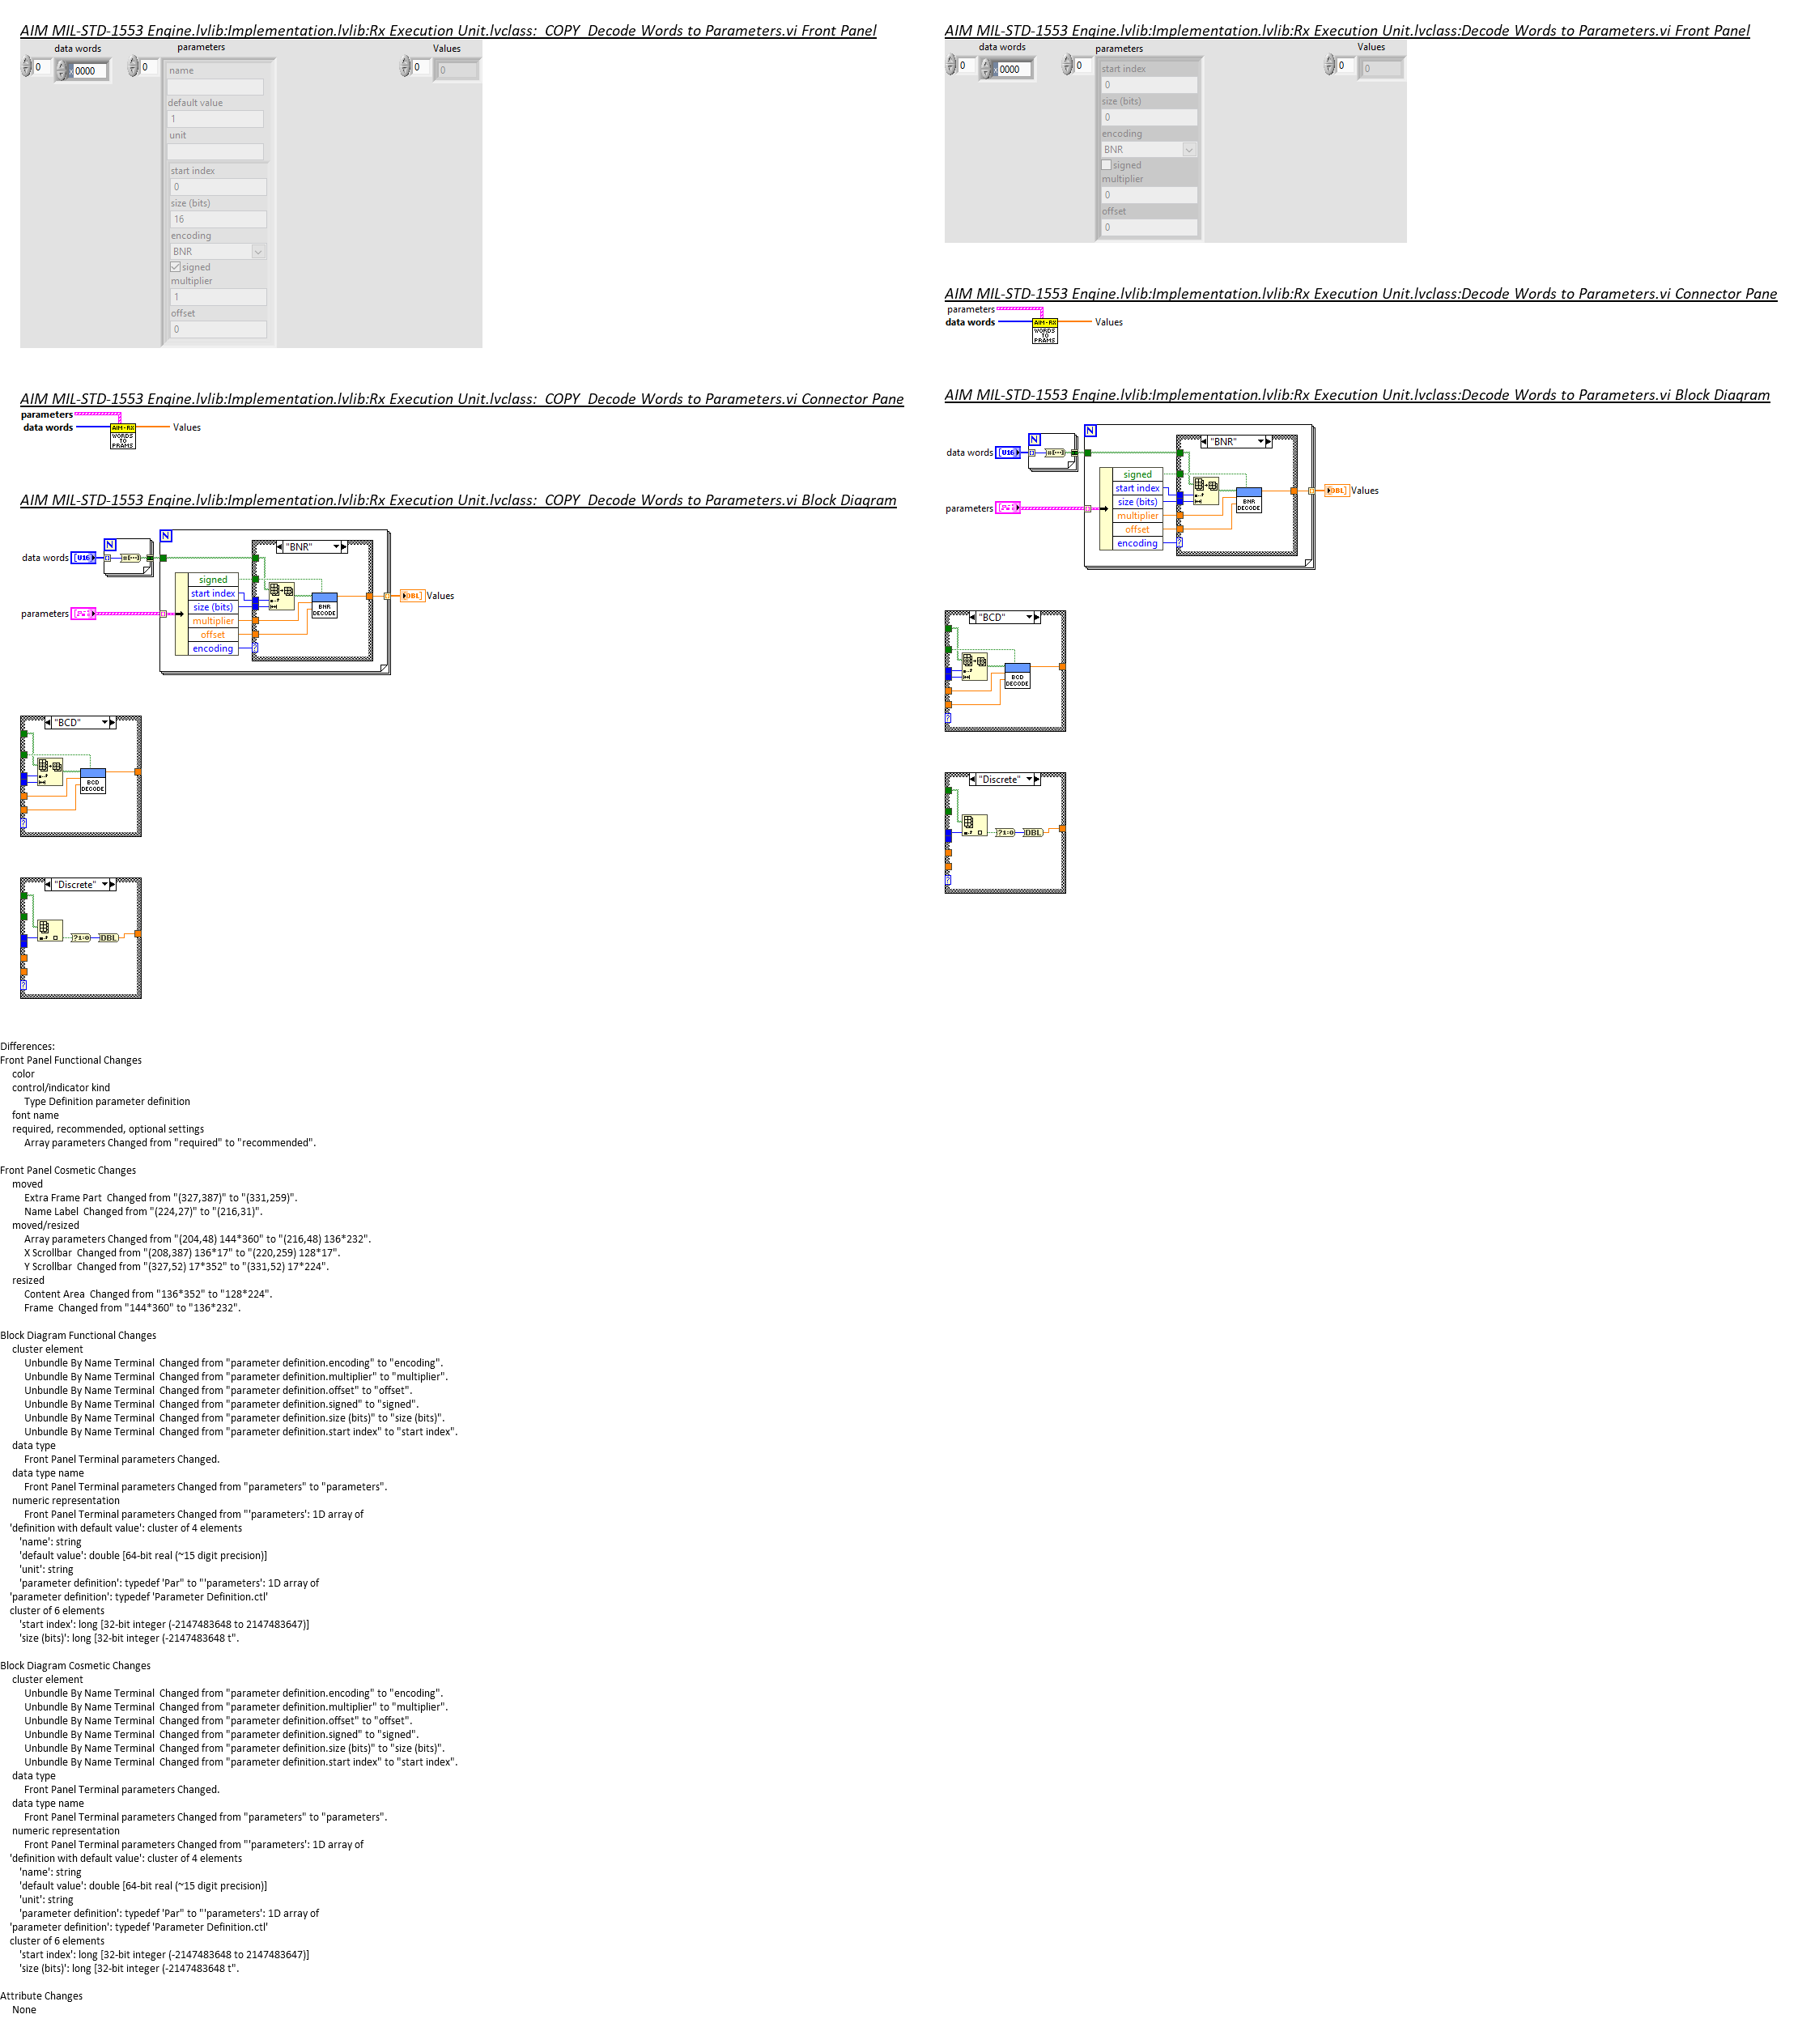 AIM MIL-STD-1553 Engine.lvlib:Implementation.lvlib:Rx Execution Unit.lvclass:  COPY  Decode Words to Parameters.vi Front Panel
data words
parameters
Values
0
0000
0
0
0
name
default value
1
unit
start index
0
size (bits)
16
encoding
BNR
signed
multiplier
1
offset
0
AIM MIL-STD-1553 Engine.lvlib:Implementation.lvlib:Rx Execution Unit.lvclass:  COPY  Decode Words to Parameters.vi Connector Pane
parameters
data words
AIM-RX
WORDS
TO
PRAMS
Values
AIM MIL-STD-1553 Engine.lvlib:Implementation.lvlib:Rx Execution Unit.lvclass:  COPY  Decode Words to Parameters.vi Block Diagram
N
N
data words
U16
"BNR"
signed
start index
size (bits)
multiplier
offset
encoding
parameters
BNR
DECODE
DBL
Values
"BCD"
BCD
DECODE
"Discrete"
?1:0
DBL
AIM MIL-STD-1553 Engine.lvlib:Implementation.lvlib:Rx Execution Unit.lvclass:Decode Words to Parameters.vi Front Panel
data words
parameters
Values
0
0000
0
0
0
start index
0
size (bits)
0
encoding
BNR
signed
multiplier
0
offset
0
AIM MIL-STD-1553 Engine.lvlib:Implementation.lvlib:Rx Execution Unit.lvclass:Decode Words to Parameters.vi Connector Pane
parameters
data words
AIM-RX
WORDS
TO
PRAMS
Values
AIM MIL-STD-1553 Engine.lvlib:Implementation.lvlib:Rx Execution Unit.lvclass:Decode Words to Parameters.vi Block Diagram
N
N
data words
U16
"BNR"
signed
start index
size (bits)
multiplier
offset
encoding
parameters
BNR
DECODE
DBL
Values
"BCD"
BCD
DECODE
"Discrete"
?1:0
DBL
Differences:
Front Panel Functional Changes
color
control/indicator kind
Type Definition parameter definition
font name
required, recommended, optional settings
Array parameters Changed from "required" to "recommended".
Front Panel Cosmetic Changes
moved
Extra Frame Part  Changed from "(327,387)" to "(331,259)".
Name Label  Changed from "(224,27)" to "(216,31)".
moved/resized
Array parameters Changed from "(204,48) 144*360" to "(216,48) 136*232".
X Scrollbar  Changed from "(208,387) 136*17" to "(220,259) 128*17".
Y Scrollbar  Changed from "(327,52) 17*352" to "(331,52) 17*224".
resized
Content Area  Changed from "136*352" to "128*224".
Frame  Changed from "144*360" to "136*232".
Block Diagram Functional Changes
cluster element
Unbundle By Name Terminal  Changed from "parameter definition.encoding" to "encoding".
Unbundle By Name Terminal  Changed from "parameter definition.multiplier" to "multiplier".
Unbundle By Name Terminal  Changed from "parameter definition.offset" to "offset".
Unbundle By Name Terminal  Changed from "parameter definition.signed" to "signed".
Unbundle By Name Terminal  Changed from "parameter definition.size (bits)" to "size (bits)".
Unbundle By Name Terminal  Changed from "parameter definition.start index" to "start index".
data type
Front Panel Terminal parameters Changed.
data type name
Front Panel Terminal parameters Changed from "parameters" to "parameters".
numeric representation
Front Panel Terminal parameters Changed from "'parameters': 1D array of
'definition with default value': cluster of 4 elements
'name': string
'default value': double [64-bit real (~15 digit precision)]
'unit': string
'parameter definition': typedef 'Par" to "'parameters': 1D array of
'parameter definition': typedef 'Parameter Definition.ctl'
cluster of 6 elements
'start index': long [32-bit integer (-2147483648 to 2147483647)]
'size (bits)': long [32-bit integer (-2147483648 t".
Block Diagram Cosmetic Changes
cluster element
Unbundle By Name Terminal  Changed from "parameter definition.encoding" to "encoding".
Unbundle By Name Terminal  Changed from "parameter definition.multiplier" to "multiplier".
Unbundle By Name Terminal  Changed from "parameter definition.offset" to "offset".
Unbundle By Name Terminal  Changed from "parameter definition.signed" to "signed".
Unbundle By Name Terminal  Changed from "parameter definition.size (bits)" to "size (bits)".
Unbundle By Name Terminal  Changed from "parameter definition.start index" to "start index".
data type
Front Panel Terminal parameters Changed.
data type name
Front Panel Terminal parameters Changed from "parameters" to "parameters".
numeric representation
Front Panel Terminal parameters Changed from "'parameters': 1D array of
'definition with default value': cluster of 4 elements
'name': string
'default value': double [64-bit real (~15 digit precision)]
'unit': string
'parameter definition': typedef 'Par" to "'parameters': 1D array of
'parameter definition': typedef 'Parameter Definition.ctl'
cluster of 6 elements
'start index': long [32-bit integer (-2147483648 to 2147483647)]
'size (bits)': long [32-bit integer (-2147483648 t".
Attribute Changes
None